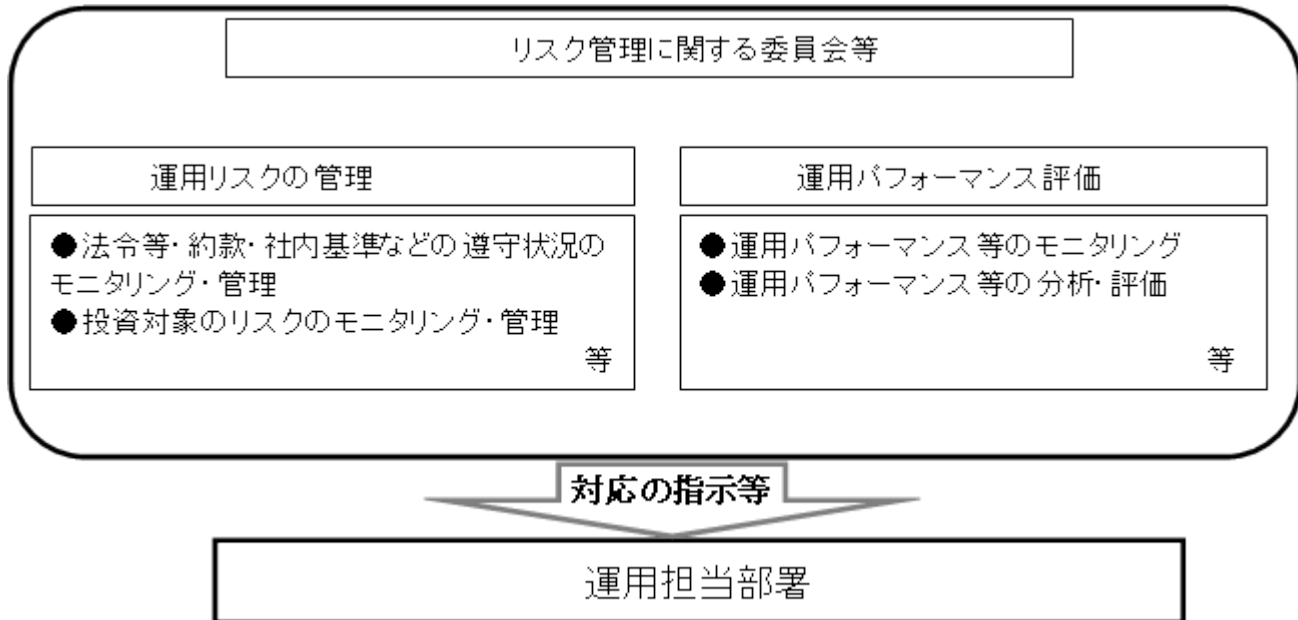 リスク管理に関する委員会等
運用リスクの管理
●法令等・約款・社内基準などの遵守状況の
モニタリング・管理
●投資対象のリスクのモニタリング・管理
等
運用パフォーマンス評価
●運用パフォーマンス等のモニタリング
●運用パフォーマンス等の分析・評価
等
対応の指示等
運用担当部署